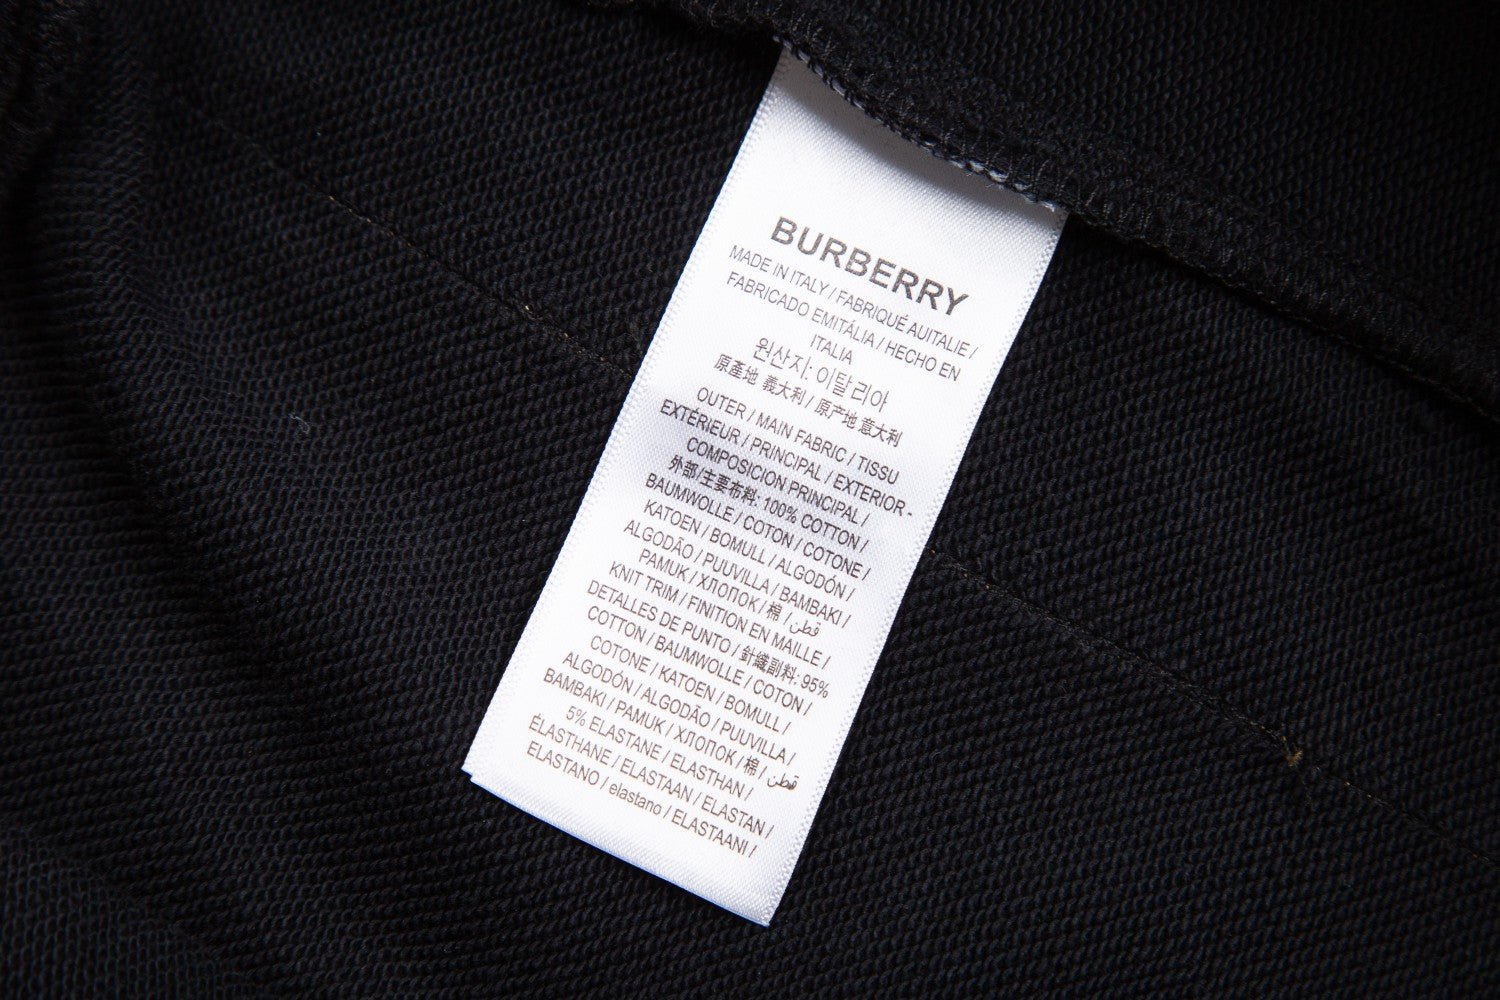 BURBERRY
MADE IN ITALY / FABRIQUÉ AUITALIE /
FABRICADO EMITÁLIA / HECHO EN
ITALIA
원산지: 이탈리아
原產地 義大利 / 原产地 意大利
OUTER / MAIN FABRIC / TISSU
EXTÉRIEUR / PRINCIPAL / EXTERIOR -
COMPOSICION PRINCIPAL /
外部/主要布料: 100% COTTON /
BAUMWOLLE / COTON / COTONE /
KATOEN / BOMULL / ALGODÓN /
ALGODÃO / PUUVILLA / BAMBAKI /
PAMUK / ХЛОПОК / 棉 / قطن
KNIT TRIM / FINITION EN MAILLE /
DETALLES DE PUNTO / 針織副料: 95%
COTTON / BAUMWOLLE / COTON /
COTONE / KATOEN / BOMULL /
ALGODÓN / ALGODÃO / PUUVILLA /
BAMBAKI / PAMUK / ХЛОПОК / 棉 / قطن
5% ELASTANE / ELASTHAN /
ÉLASTHANE / ELASTAAN / ELASTAN /
ELASTANO / elastano / ELASTAANI /